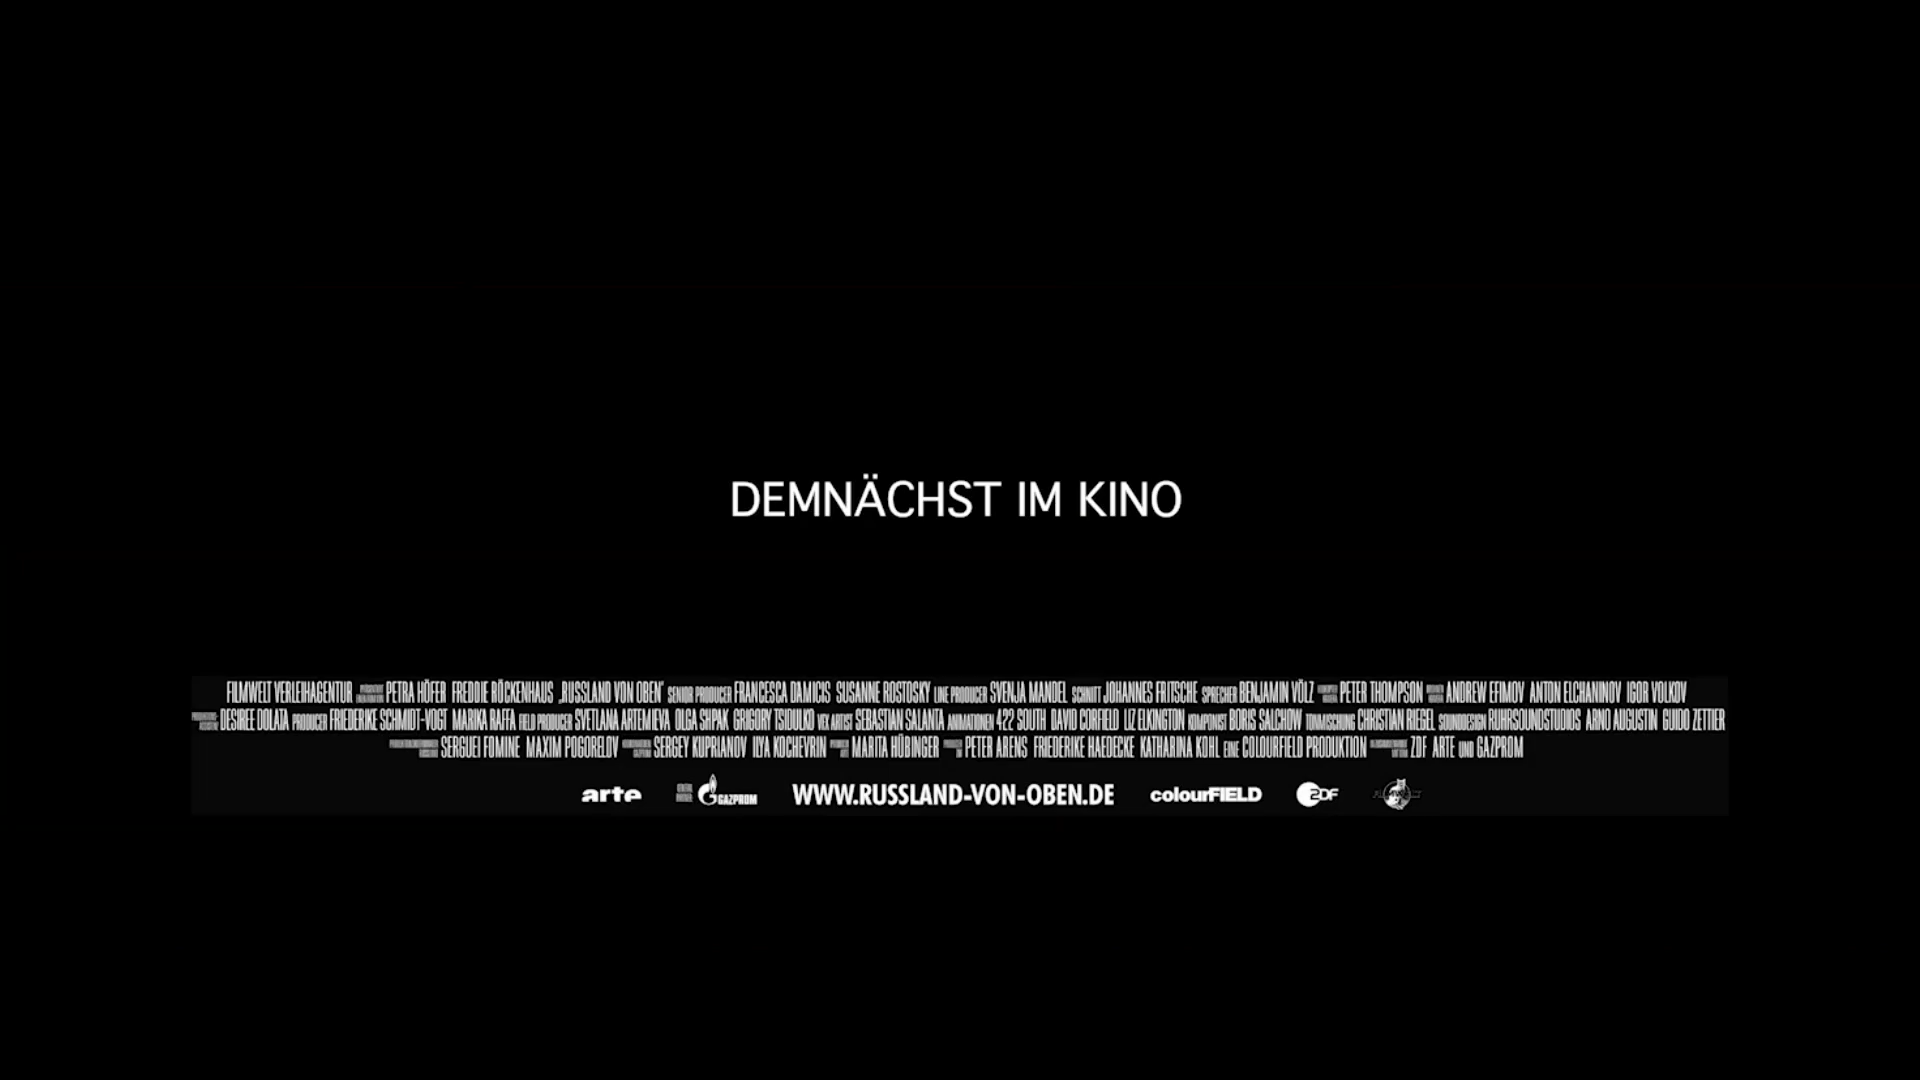 DEMNÄCHST IM KINO
FILMWELT VERLEIHAGENTUR PETRA HÖFER FREDDIE RÖCKENHAUS „RUSSLAND VON OBEN" SENIOR PRODUCER FRANCESCA DAMICIS SUSANNE ROSTOSKY LINE PRODUCER SVENJA MANDEL SCHNITT JOHANNES FRITSCHE SPRECHER BENJAMIN VÖLZ PETER THOMPSON ANDREW EFIMOV ANTON ELCHANINOV IGOR VOLKOV
DESIREE DOLATA PRODUCER FRIEDERIKE SCHMIDT-VOGT MARIKA RAFFA FIELD PRODUCER SVETLANA ARTEMIEVA OLGA SHPAK GRIGORY TSIDULKO VFX ARTIST SEBASTIAN SALANTA ANIMATIONEN 422 SOUTH DAVID CORFIELD LIZ ELKINGTON KOMPONIST BORIS SALCHOW TONMISCHUNG CHRISTIAN RIEGEL SOUNDDESIGN RUHRSOUNDSTUDIOS ARNO AUGUSTIN GUIDO ZETTIER
SERGUEI FOMINE MAXIM POGORELOV SERGEY KUPRIANOV ILYA KOCHEVRIN MARITA HÜBINGER PETER ARENS FRIEDERIKE HAEDECKE KATHARINA KOHL EINE COLOURFIELD PRODUKTION ZDF ARTE UND GAZPROM
arte GAZPROM WWW.RUSSLAND-VON-OBEN.DE colourFIELD ZDF